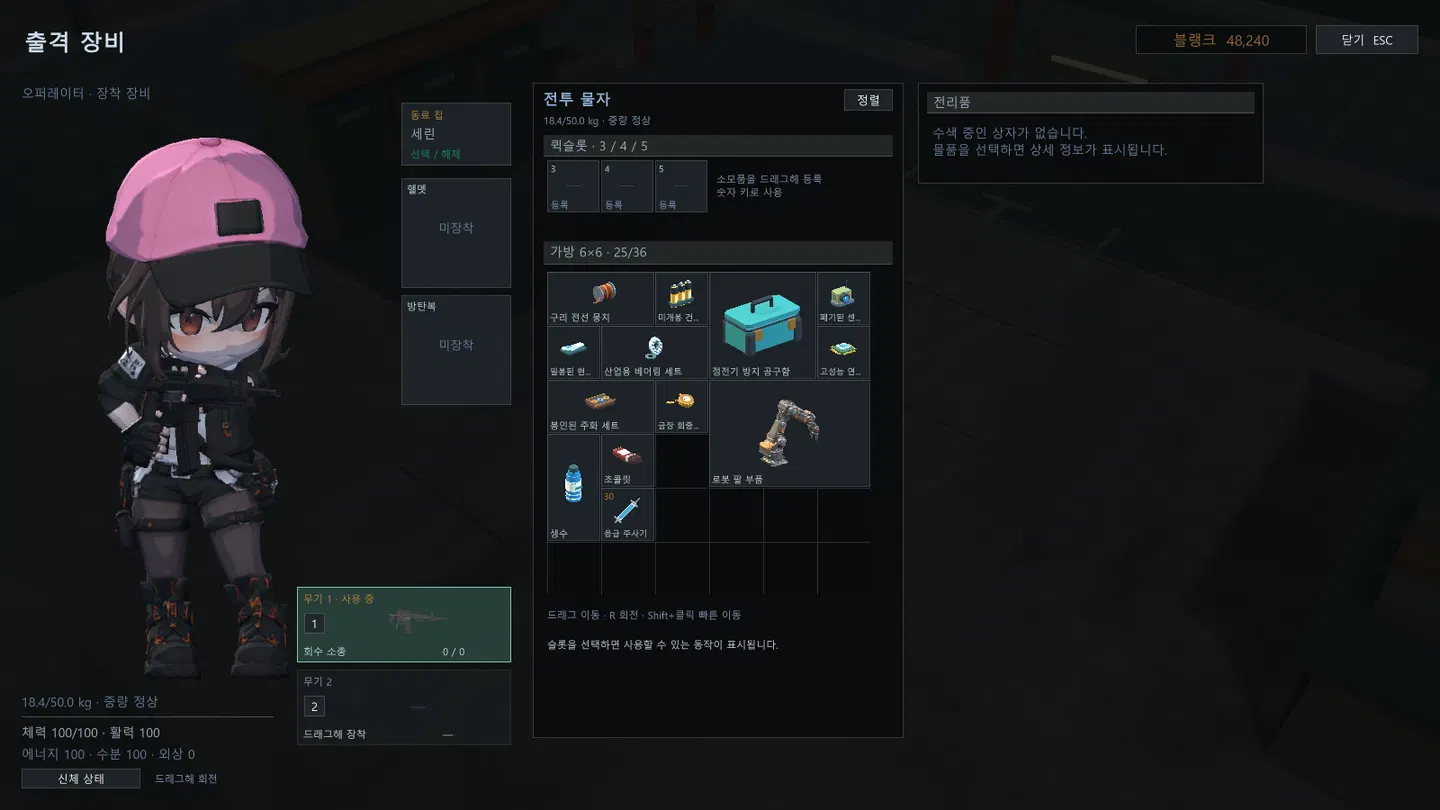 출격 장비
블랭크 48,240
닫기 ESC
오퍼레이터 · 장착 장비
동료 칩
세린
선택 / 해제
헬멧
미장착
방탄복
미장착
무기 1 · 사용 중
1
회수 소총
0 / 0
무기 2
2
드래그해 장착
18.4/50.0 kg · 중량 정상
체력 100/100 · 활력 100
에너지 100 · 수분 100 · 외상 0
신체 상태
드래그해 회전
전투 물자
정렬
18.4/50.0 kg · 중량 정상
퀵슬롯 · 3 / 4 / 5
3
등록
4
등록
5
등록
소모품을 드래그해 등록
숫자 키로 사용
가방 6×6 · 25/36
구리 전선 뭉치
미개봉 건...
정전기 방지 공구함
폐기된 센...
밀봉된 현...
산업용 베어링 세트
고성능 연...
봉인된 주화 세트
금장 회중...
로봇 팔 부품
생수
초콜릿
30
응급 주사기
드래그 이동 · R 회전 · Shift+클릭 빠른 이동
슬롯을 선택하면 사용할 수 있는 동작이 표시됩니다.
전리품
수색 중인 상자가 없습니다.
물품을 선택하면 상세 정보가 표시됩니다.